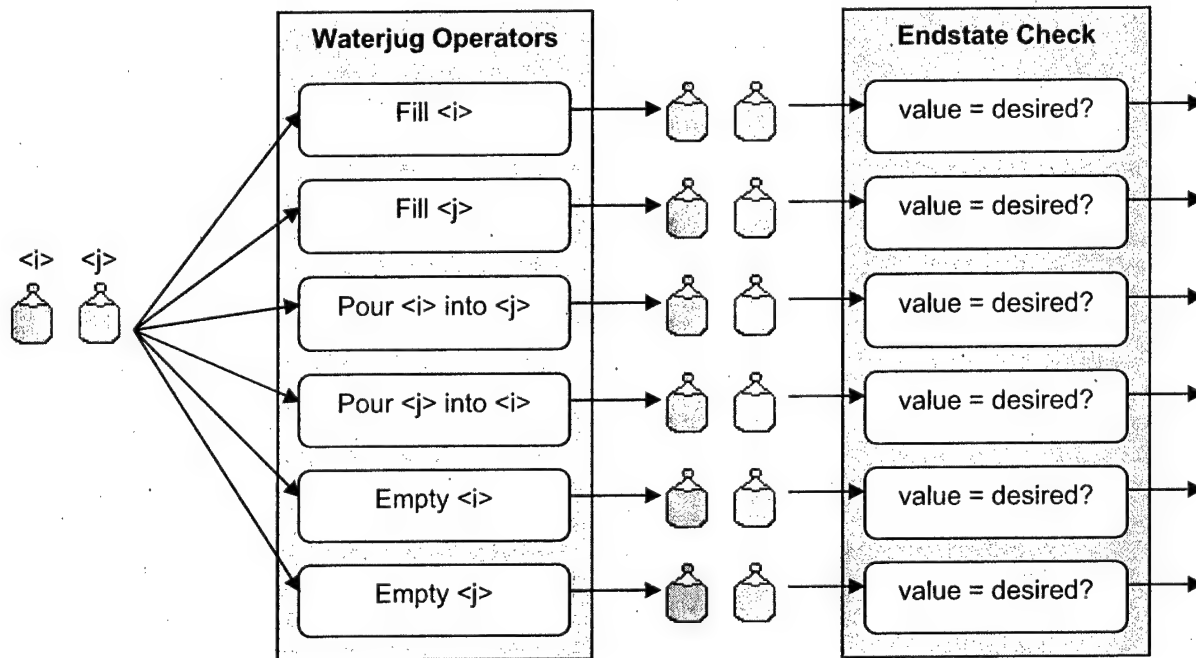 Waterjug Operators
Endstate Check
Fill <i>
value = desired?
Fill <j>
value = desired?
<i> <j>
Pour <i> into <j>
value = desired?
Pour <j> into <i>
value = desired?
Empty <i>
value = desired?
Empty <j>
value = desired?